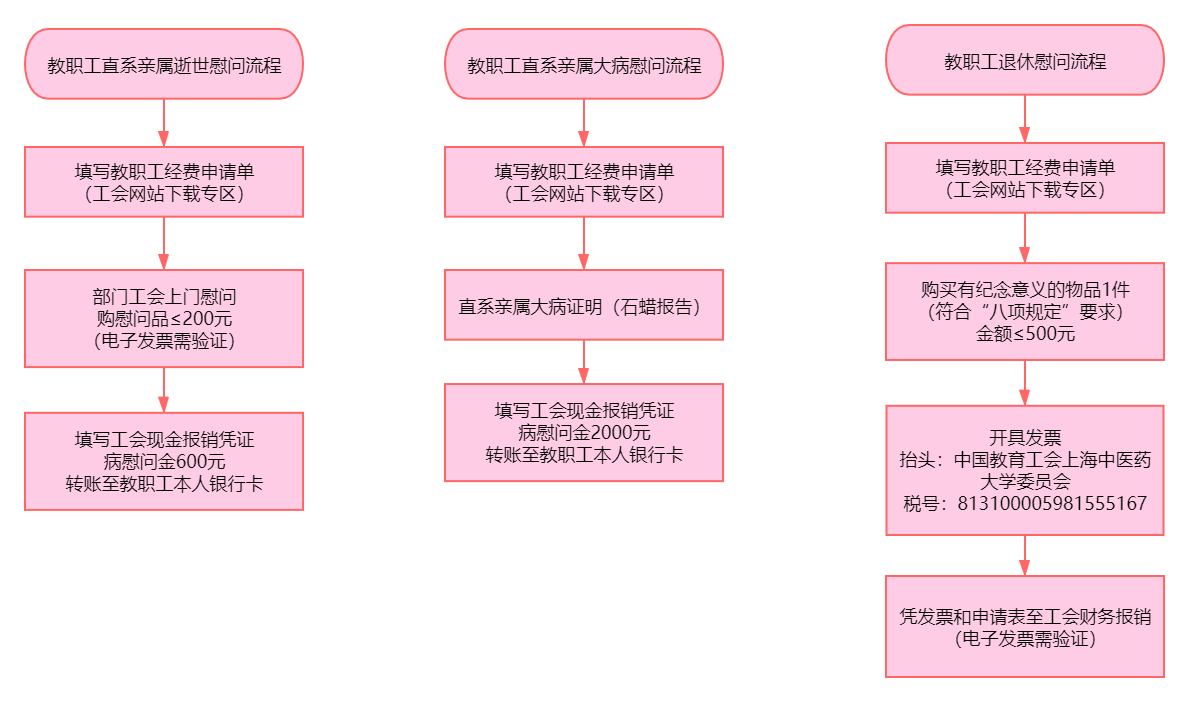 教职工直系亲属逝世慰问流程
填写教职工经费申请单
（工会网站下载专区）
部门工会上门慰问
购慰问品≤200元
（电子发票需验证）
填写工会现金报销凭证
病慰问金600元
转账至教职工本人银行卡
教职工直系亲属大病慰问流程
填写教职工经费申请单
（工会网站下载专区）
直系亲属大病证明（石蜡报告）
填写工会现金报销凭证
病慰问金2000元
转账至教职工本人银行卡
教职工退休慰问流程
填写教职工经费申请单
（工会网站下载专区）
购买有纪念意义的物品1件
（符合“八项规定”要求）
金额≤500元
开具发票
抬头：中国教育工会上海中医药
大学委员会
税号：813100005981555167
凭发票和申请表至工会财务报销
（电子发票需验证）